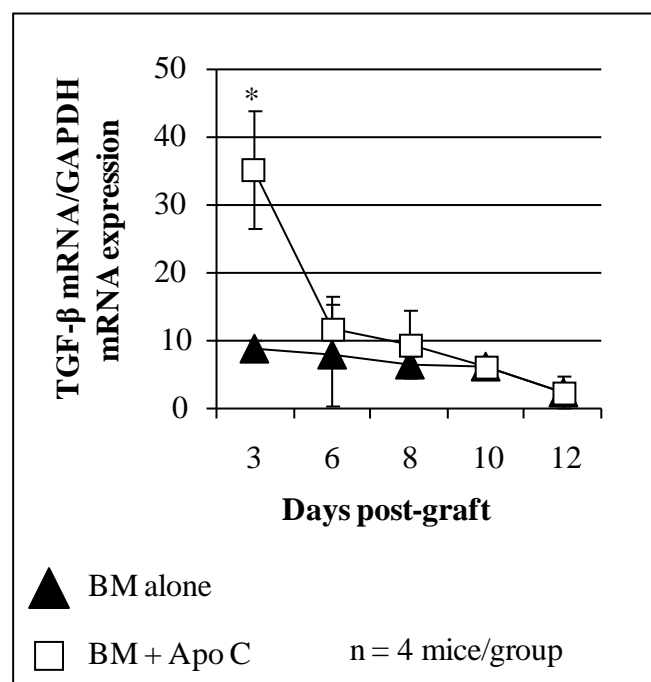 TGF-β mRNA/GAPDH
mRNA expression
50
40
30
20
10
0
*
3 6 8 10 12
Days post-graft
BM alone
BM + Apo C
n = 4 mice/group